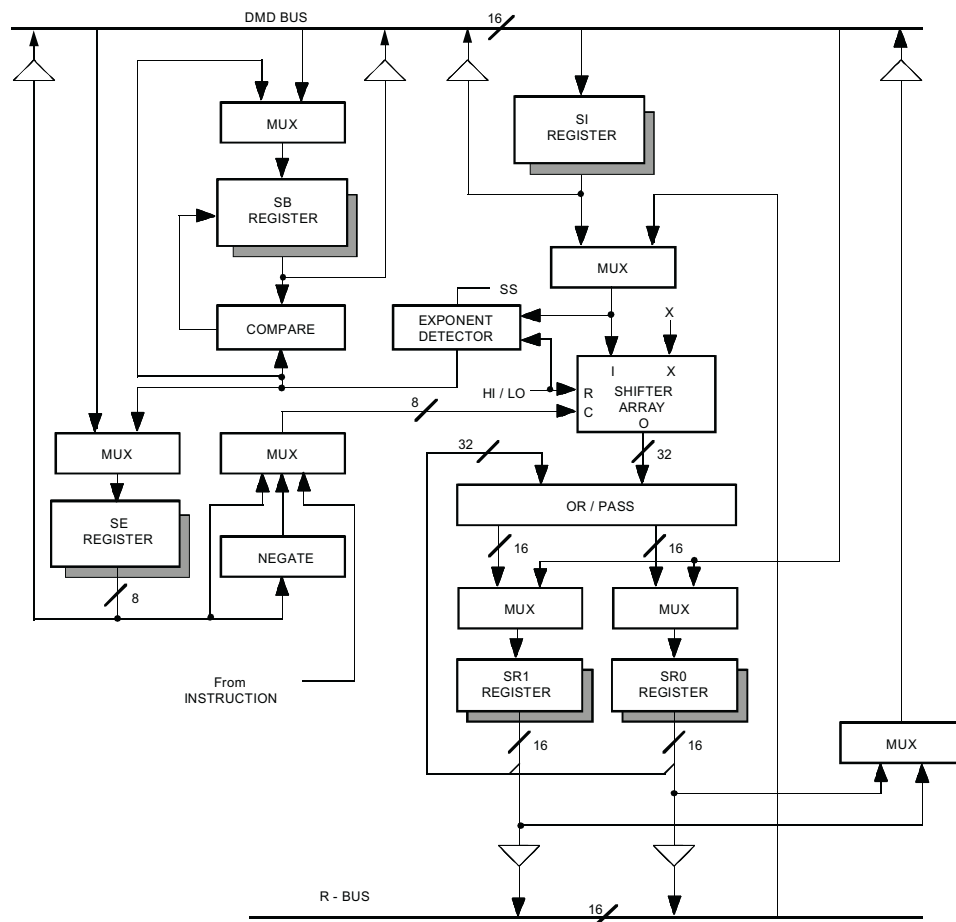 DMD BUS
16
MUX
SI
REGISTER
SB
REGISTER
MUX
SS
COMPARE
EXPONENT
DETECTOR
X
I
X
HI / LO
R
SHIFTER
ARRAY
C
O
8
MUX
MUX
32
32
SE
REGISTER
OR / PASS
NEGATE
16
16
8
MUX
MUX
From
INSTRUCTION
SR1
REGISTER
SR0
REGISTER
16
16
MUX
R - BUS
16